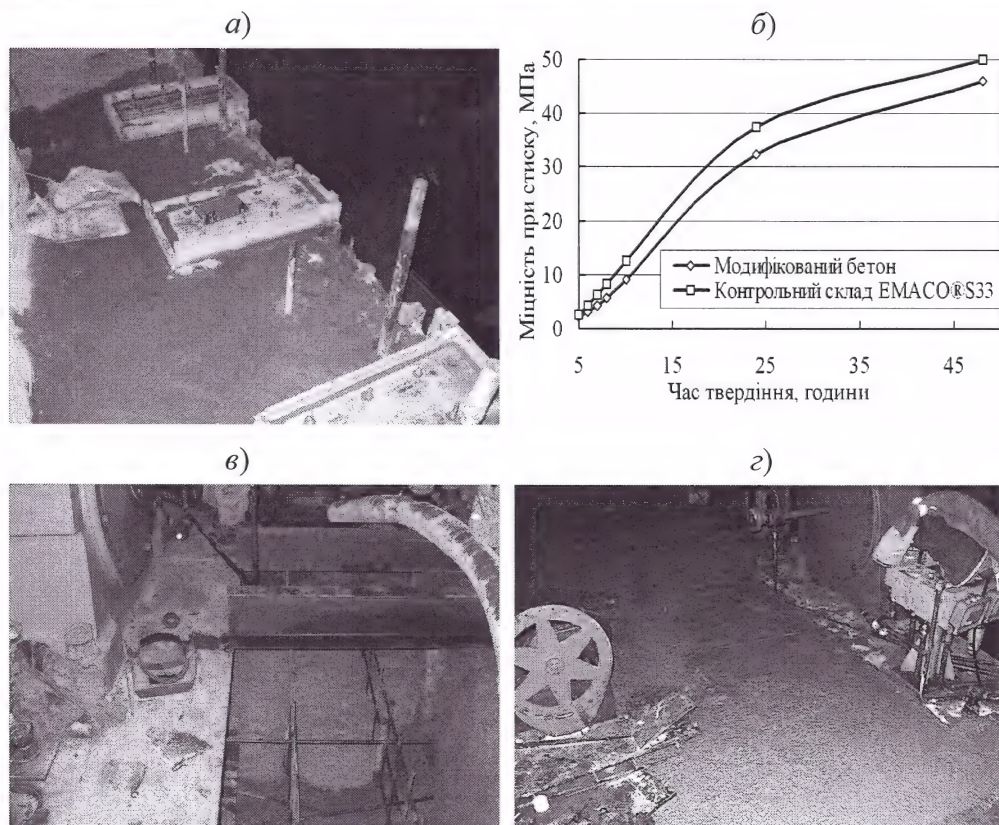 а)
б)
50
40
30
20
10
0
Міцність при стиску, МПа
Модифікований бетон
Контрольний склад EMACO®S33
5 15 25 35 45
Час твердіння, години
в)
г)